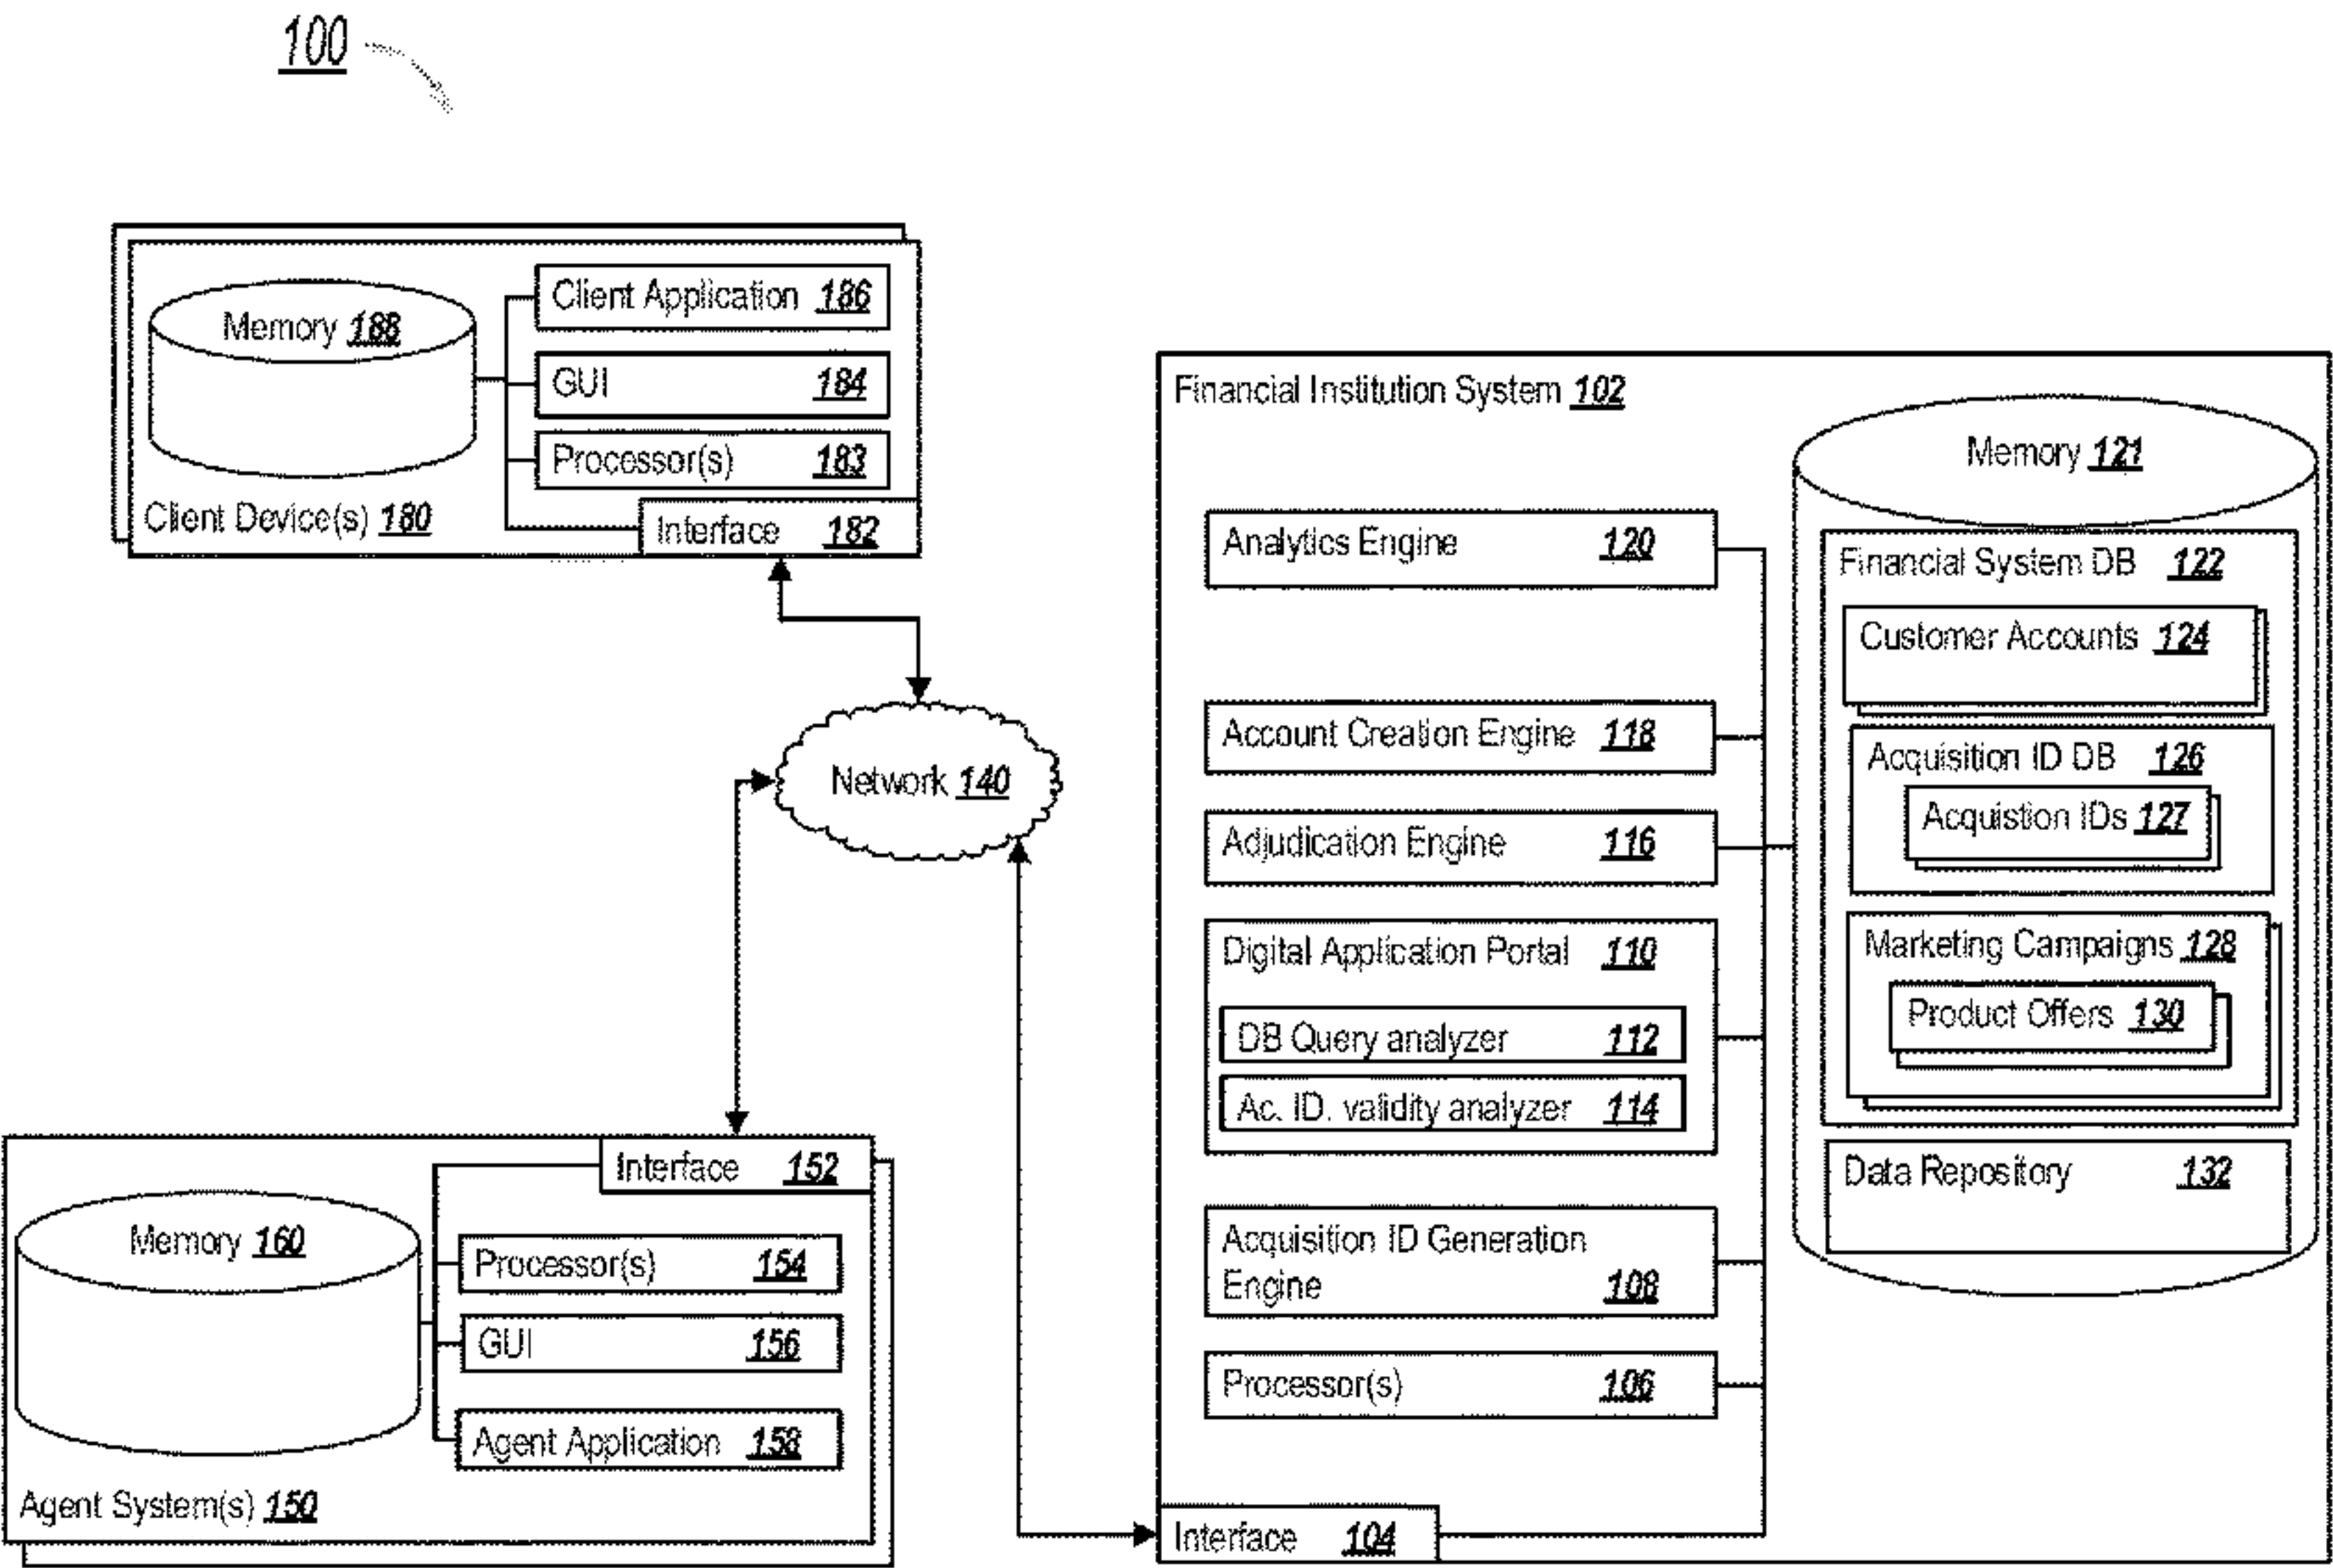 100
Client Application 186
Memory 188
GUI 184
Processor(s) 183
Client Device(s) 180
Interface 182
Network 140
Interface 152
Memory 160
Processor(s) 154
GUI 156
Agent Application 158
Agent System(s) 150
Financial Institution System 102
Analytics Engine 120
Account Creation Engine 118
Adjudication Engine 116
Digital Application Portal 110
DB Query analyzer 112
Ac. ID. validity analyzer 114
Acquisition ID Generation
Engine 108
Processor(s) 106
Interface 104
Memory 121
Financial System DB 122
Customer Accounts 124
Acquisition ID DB 126
Acquistion IDs 127
Marketing Campaigns 128
Product Offers 130
Data Repository 132